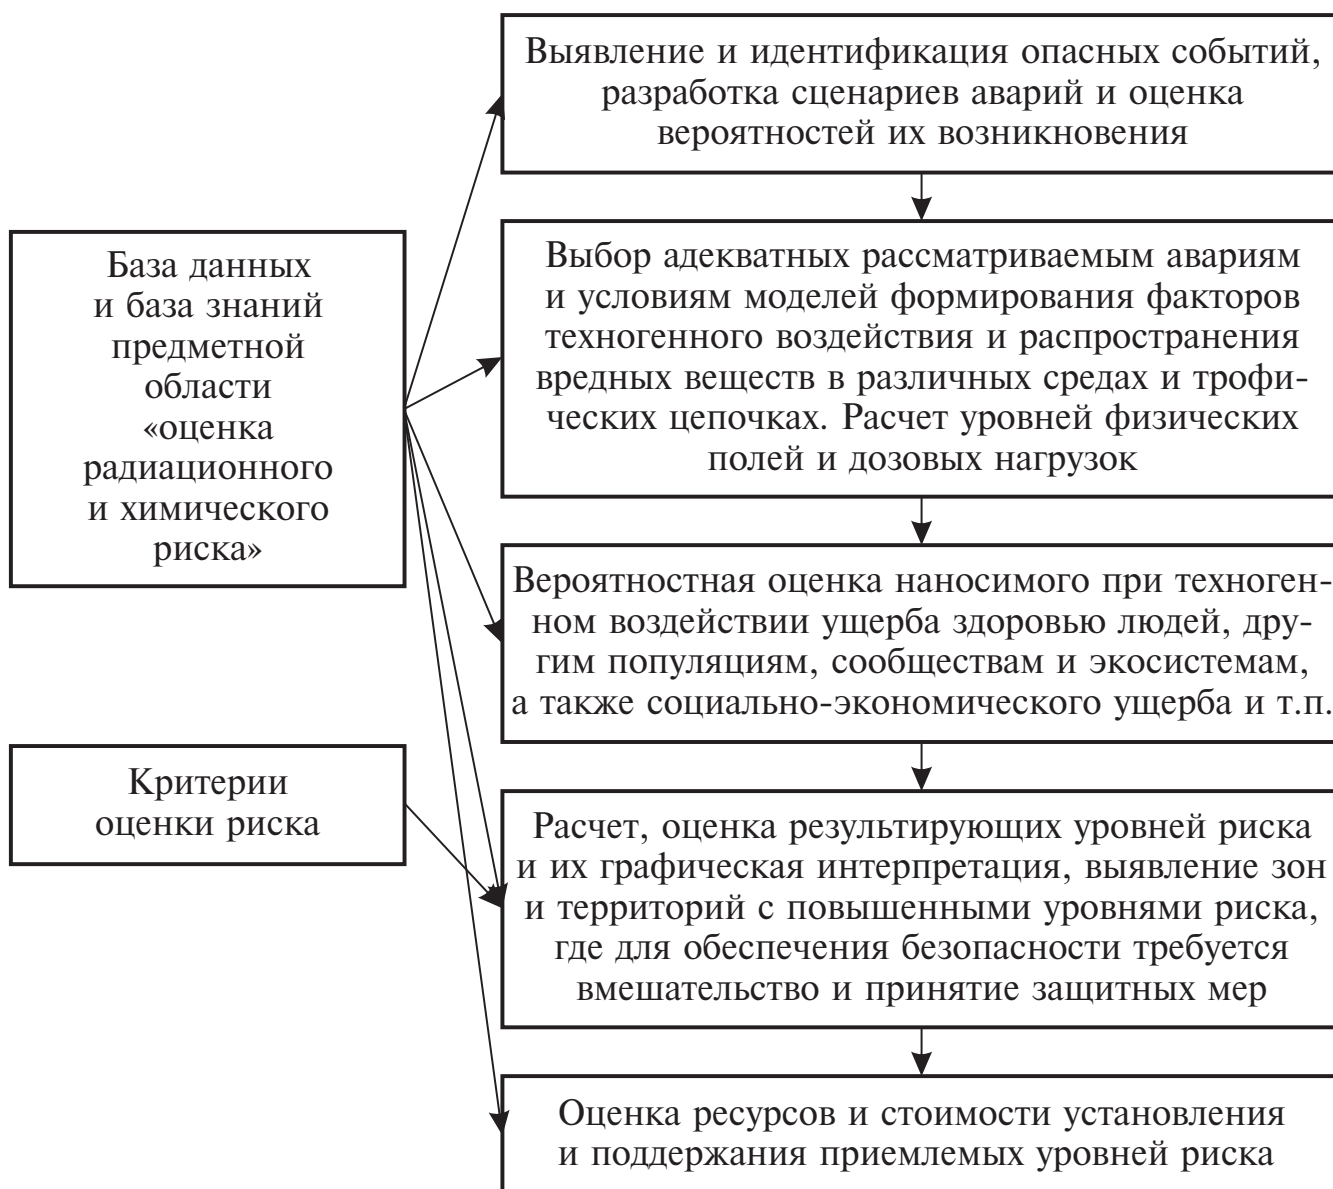 Выявление и идентификация опасных событий,
разработка сценариев аварий и оценка
вероятностей их возникновения
База данных
и база знаний
предметной
области
«оценка
радиационного
и химического
риска»
Выбор адекватных рассматриваемым авариям
и условиям моделей формирования факторов
техногенного воздействия и распространения
вредных веществ в различных средах и трофи-
ческих цепочках. Расчет уровней физических
полей и дозовых нагрузок
Вероятностная оценка наносимого при техноген-
ном воздействии ущерба здоровью людей, дру-
гим популяциям, сообществам и экосистемам,
а также социально-экономического ущерба и т.п.
Критерии
оценки риска
Расчет, оценка результирующих уровней риска
и их графическая интерпретация, выявление зон
и территорий с повышенными уровнями риска,
где для обеспечения безопасности требуется
вмешательство и принятие защитных мер
Оценка ресурсов и стоимости установления
и поддержания приемлемых уровней риска